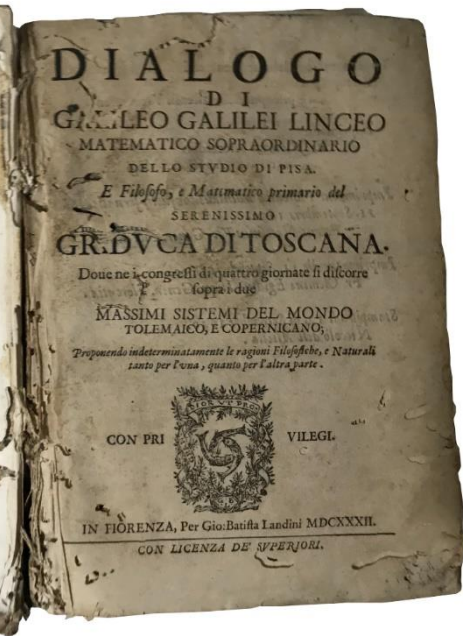 DIALOGO
DI
GALILEO GALILEI LINCEO
MATEMATICO SOPRAORDINARIO
DELLO STVDIO DI PISA.
E Filosofo, e Matematico primario del
SERENISSIMO
GR.DVCA DI TOSCANA.
Doue ne i congressi di quattro giornate si discorre
sopra i due
MASSIMI SISTEMI DEL MONDO
TOLEMAICO, E COPERNICANO;
Proponendo indeterminatamente le ragioni Filosofiche, e Naturali
tanto per l'vna, quanto per l'altra parte.
CON PRI VILEGI.
IN FIORENZA, Per Gio:Batista Landini MDCXXXII.
CON LICENZA DE' SVPERIORI.